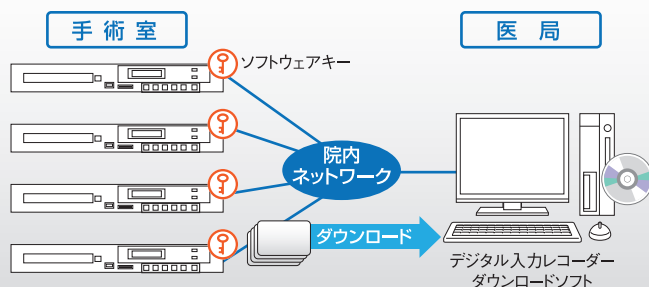 手術室
医局
ソフトウェアキー
院内
ネットワーク
ダウンロード
デジタル入力レコーダー
ダウンロードソフト